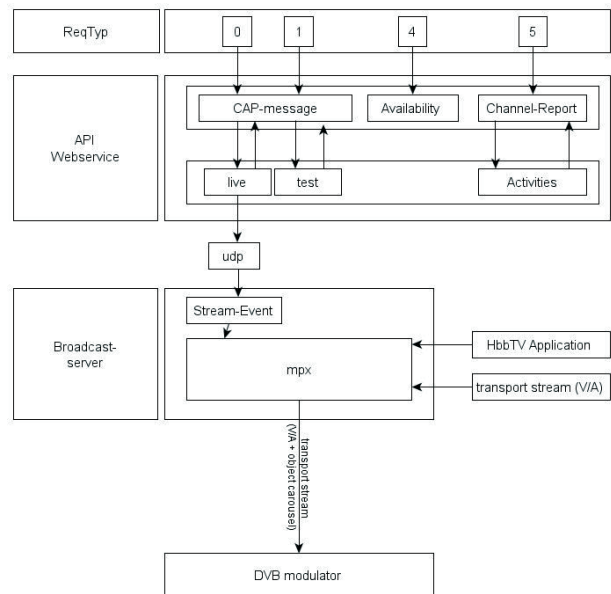 ReqTyp
0
1
4
5
API
Webservice
CAP-message
Availability
Channel-Report
live
test
Activities
udp
Broadcast-
server
Stream-Event
mpx
HbbTV Application
transport stream (V/A)
transport stream
(V/A + object carousel)
DVB modulator